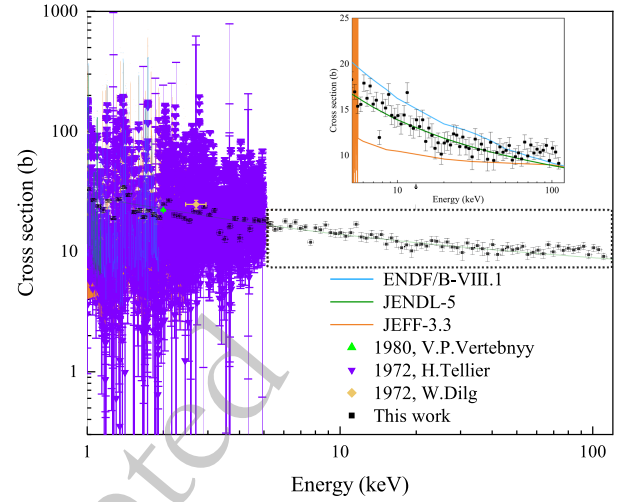 1000
100
10
1
Cross section (b)
1
10
100
Energy (keV)
25
20
15
10
Cross section (b)
10
100
Energy (keV)
ENDF/B-VIII.1
JENDL-5
JEFF-3.3
1980, V.P.Vertebnyy
1972, H.Tellier
1972, W.Dilg
This work